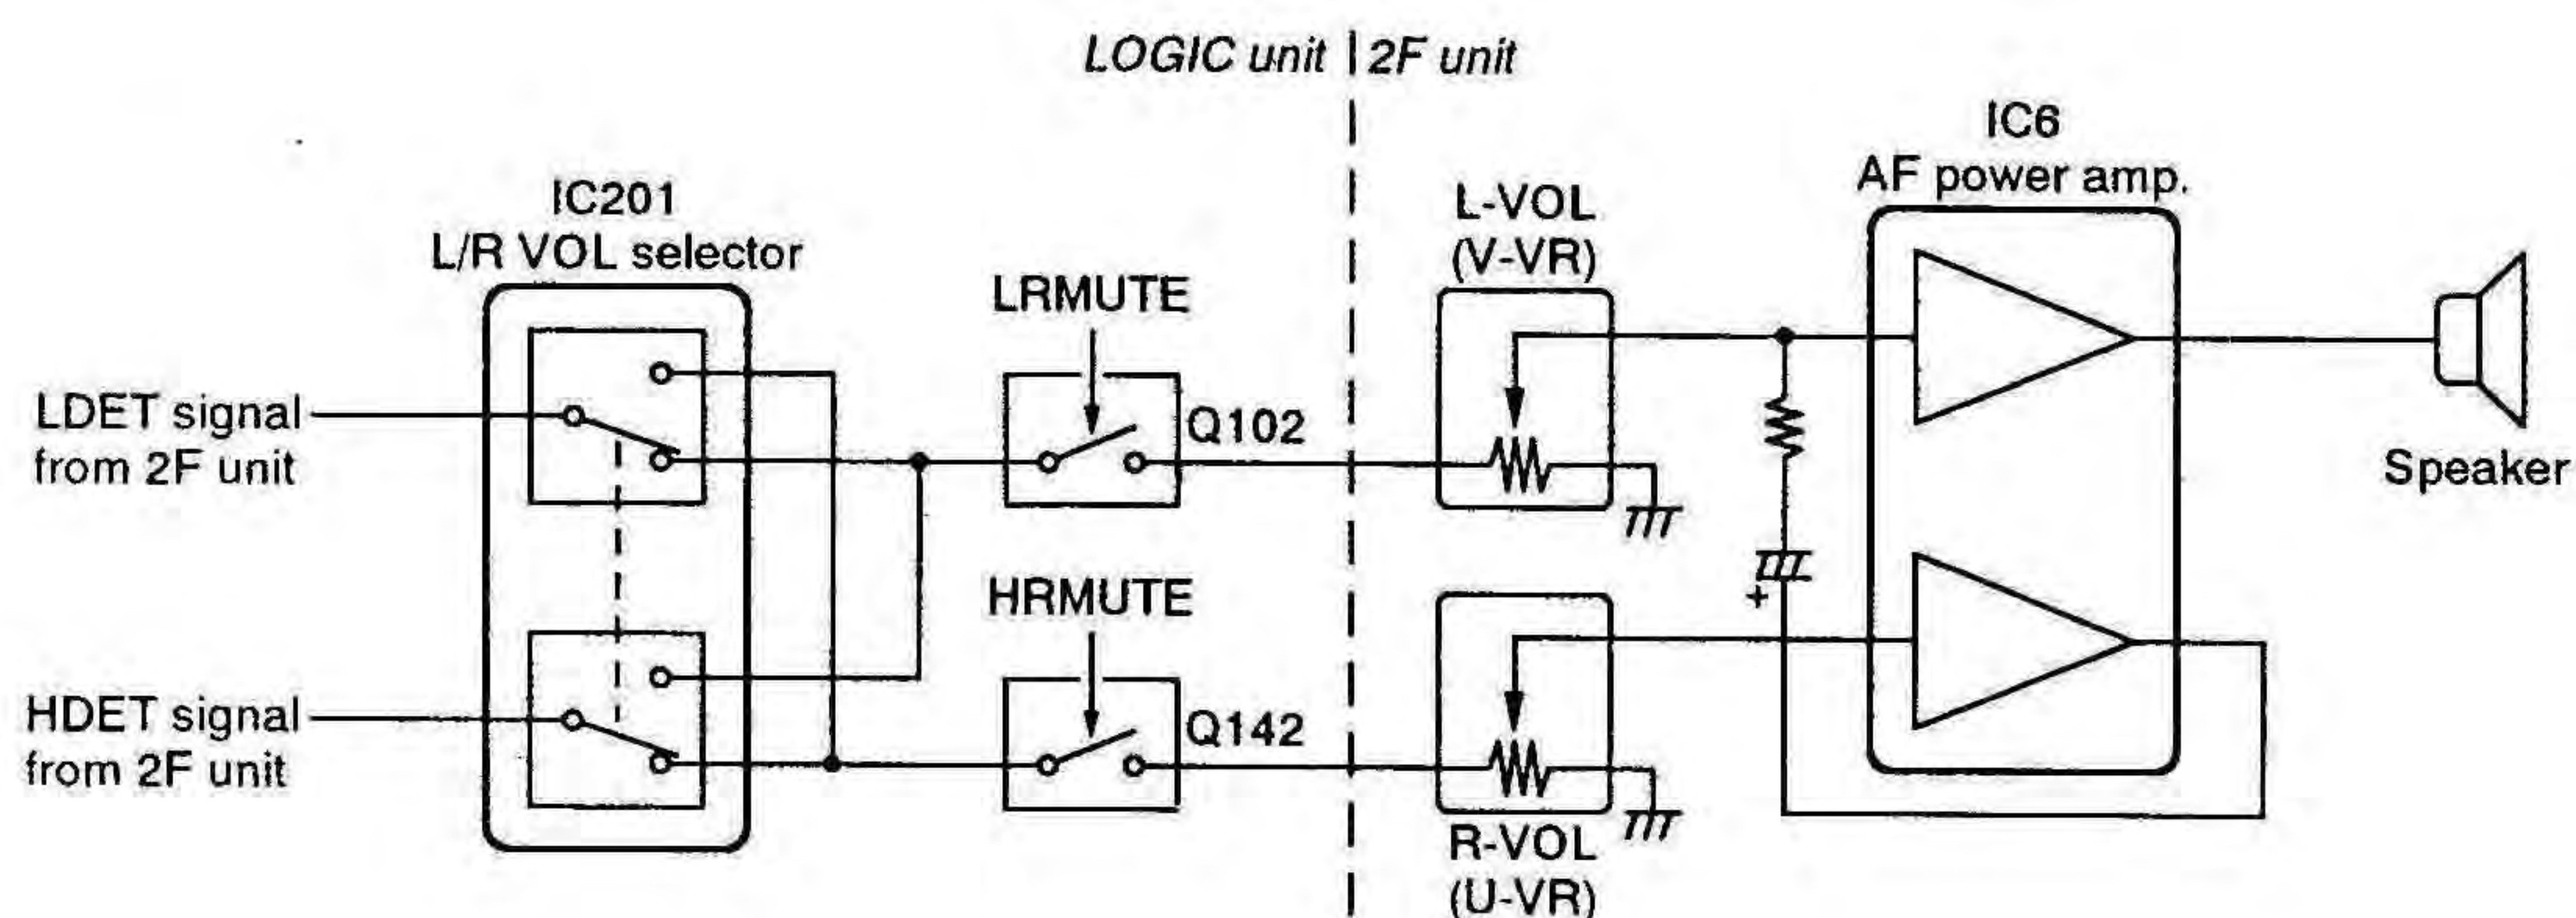 LOGIC unit | 2F unit
IC6
AF power amp.
IC201
L/R VOL selector
L-VOL
(V-VR)
LRMUTE
LDET signal
from 2F unit
Q102
Speaker
HRMUTE
+
HDET signal
from 2F unit
Q142
R-VOL
(U-VR)